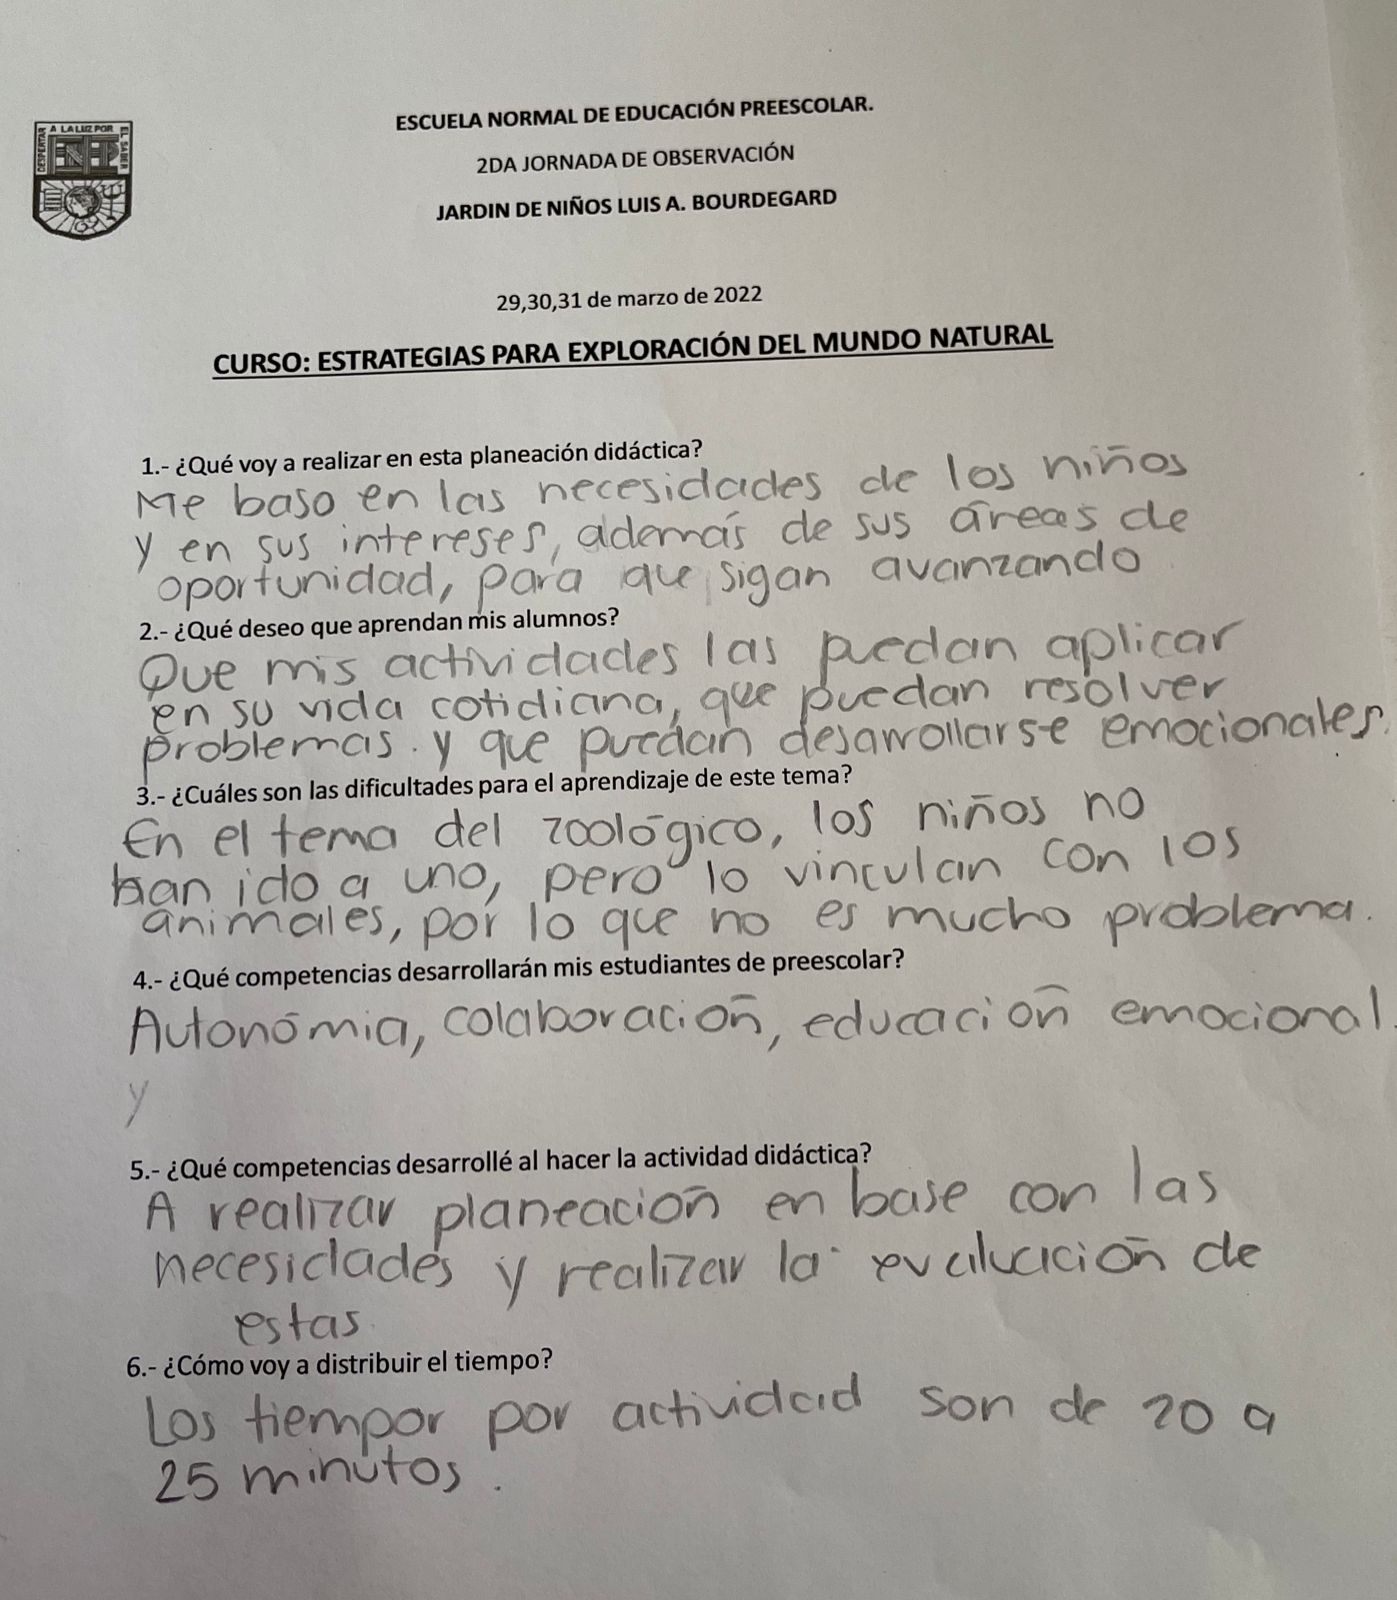 DESPERTAR A LA LUZ POR EL SABER
ENEP
ESCUELA NORMAL DE EDUCACIÓN PREESCOLAR.
2DA JORNADA DE OBSERVACIÓN
JARDIN DE NIÑOS LUIS A. BOURDEGARD
29,30,31 de marzo de 2022
CURSO: ESTRATEGIAS PARA EXPLORACIÓN DEL MUNDO NATURAL
1.- ¿Qué voy a realizar en esta planeación didáctica?
Me baso en las necesidades de los niños
y en sus intereses, además de sus áreas de
oportunidad, para que sigan avanzando
2.- ¿Qué deseo que aprendan mis alumnos?
Que mis actividades las puedan aplicar
en su vida cotidiana, que puedan resolver
problemas. y que puedan desarrollarse emocionales.
3.- ¿Cuáles son las dificultades para el aprendizaje de este tema?
En el tema del zoológico, los niños no
han ido a uno, pero lo vinculan con los
animales, por lo que no es mucho problema.
4.- ¿Qué competencias desarrollarán mis estudiantes de preescolar?
Autonómia, colaboración, educación emocional.
y
5.- ¿Qué competencias desarrollé al hacer la actividad didáctica?
A realizar planeación en base con las
necesidades y realizar la evaluación de
estas.
6.- ¿Cómo voy a distribuir el tiempo?
Los tiempor por actividad son de 20 a
25 minutos.